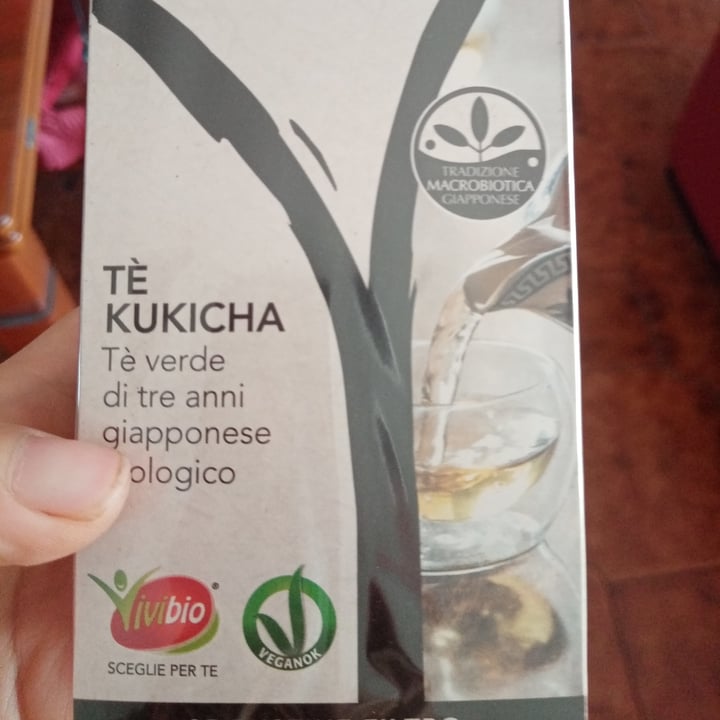 TRADIZIONE
MACROBIOTICA
GIAPPONESE
TÈ
KUKICHA
Tè verde
di tre anni
giapponese
ologico
Vivibio®
SCEGLIE PER TE
VEGANOK